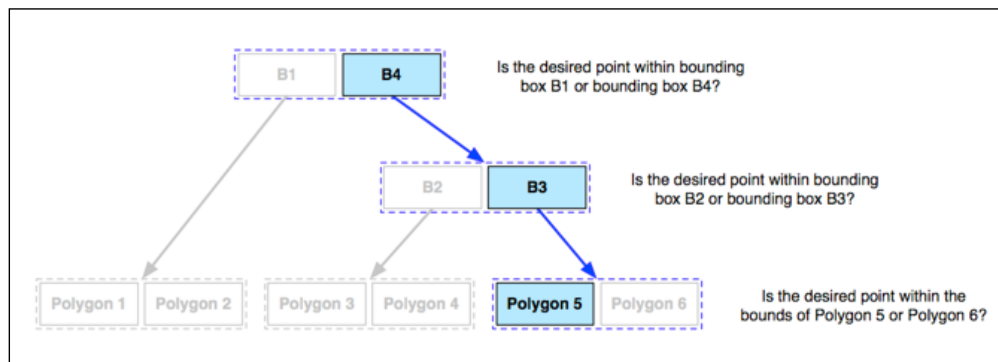 B1 B4
Is the desired point within bounding
box B1 or bounding box B4?
B2 B3
Is the desired point within bounding
box B2 or bounding box B3?
Polygon 1 Polygon 2 Polygon 3 Polygon 4 Polygon 5 Polygon 6
Is the desired point within the
bounds of Polygon 5 or Polygon 6?